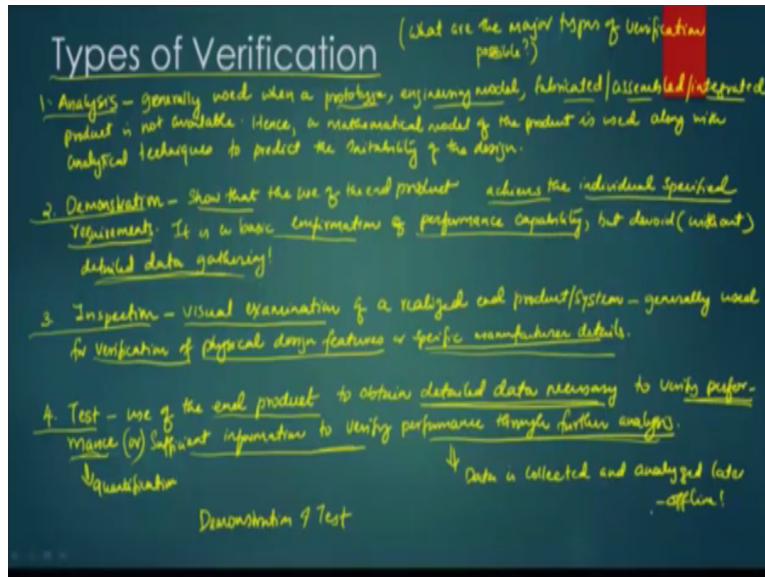 Types of Verification
(What are the major types of verification
possible?)
1. Analysis - generally used when a prototype, engineering model, fabricated/assembled/integrated
product is not available. Hence, a mathematical model of the product is used along with
analytical techniques to predict the suitability of the design.
2. Demonstration - Show that the use of the end product achieves the individual specified
requirements. It is a basic confirmation of performance capability, but devoid (without)
detailed data gathering!
3. Inspection - visual examination of a realized end product/system - generally used
for verification of physical design features or specific manufacturer details.
4. Test - use of the end product to obtain detailed data necessary to verify perfor-
mance (or) Sufficient information to verify performance through further analysis.
↓ quantification
↓ Data is collected and analyzed later
- offline!
Demonstration & Test